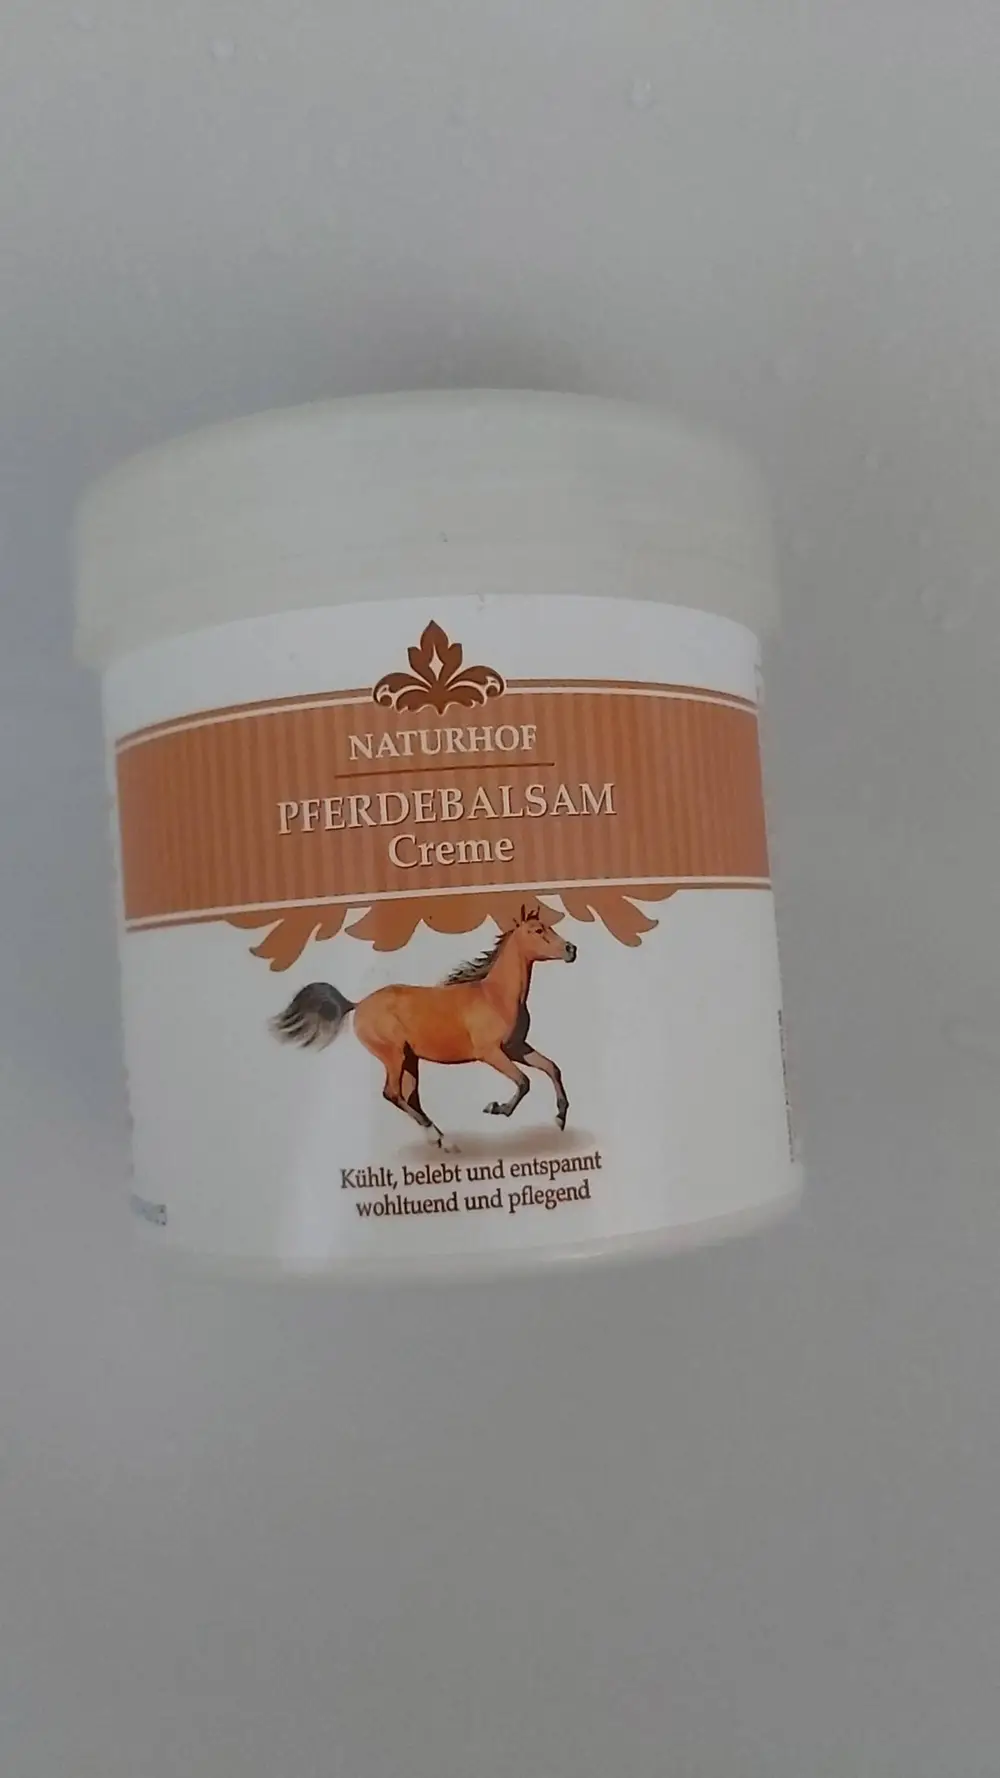 NATURHOF
PFERDEBALSAM
Creme
Kühlt, belebt und entspannt
wohltuend und pflegend